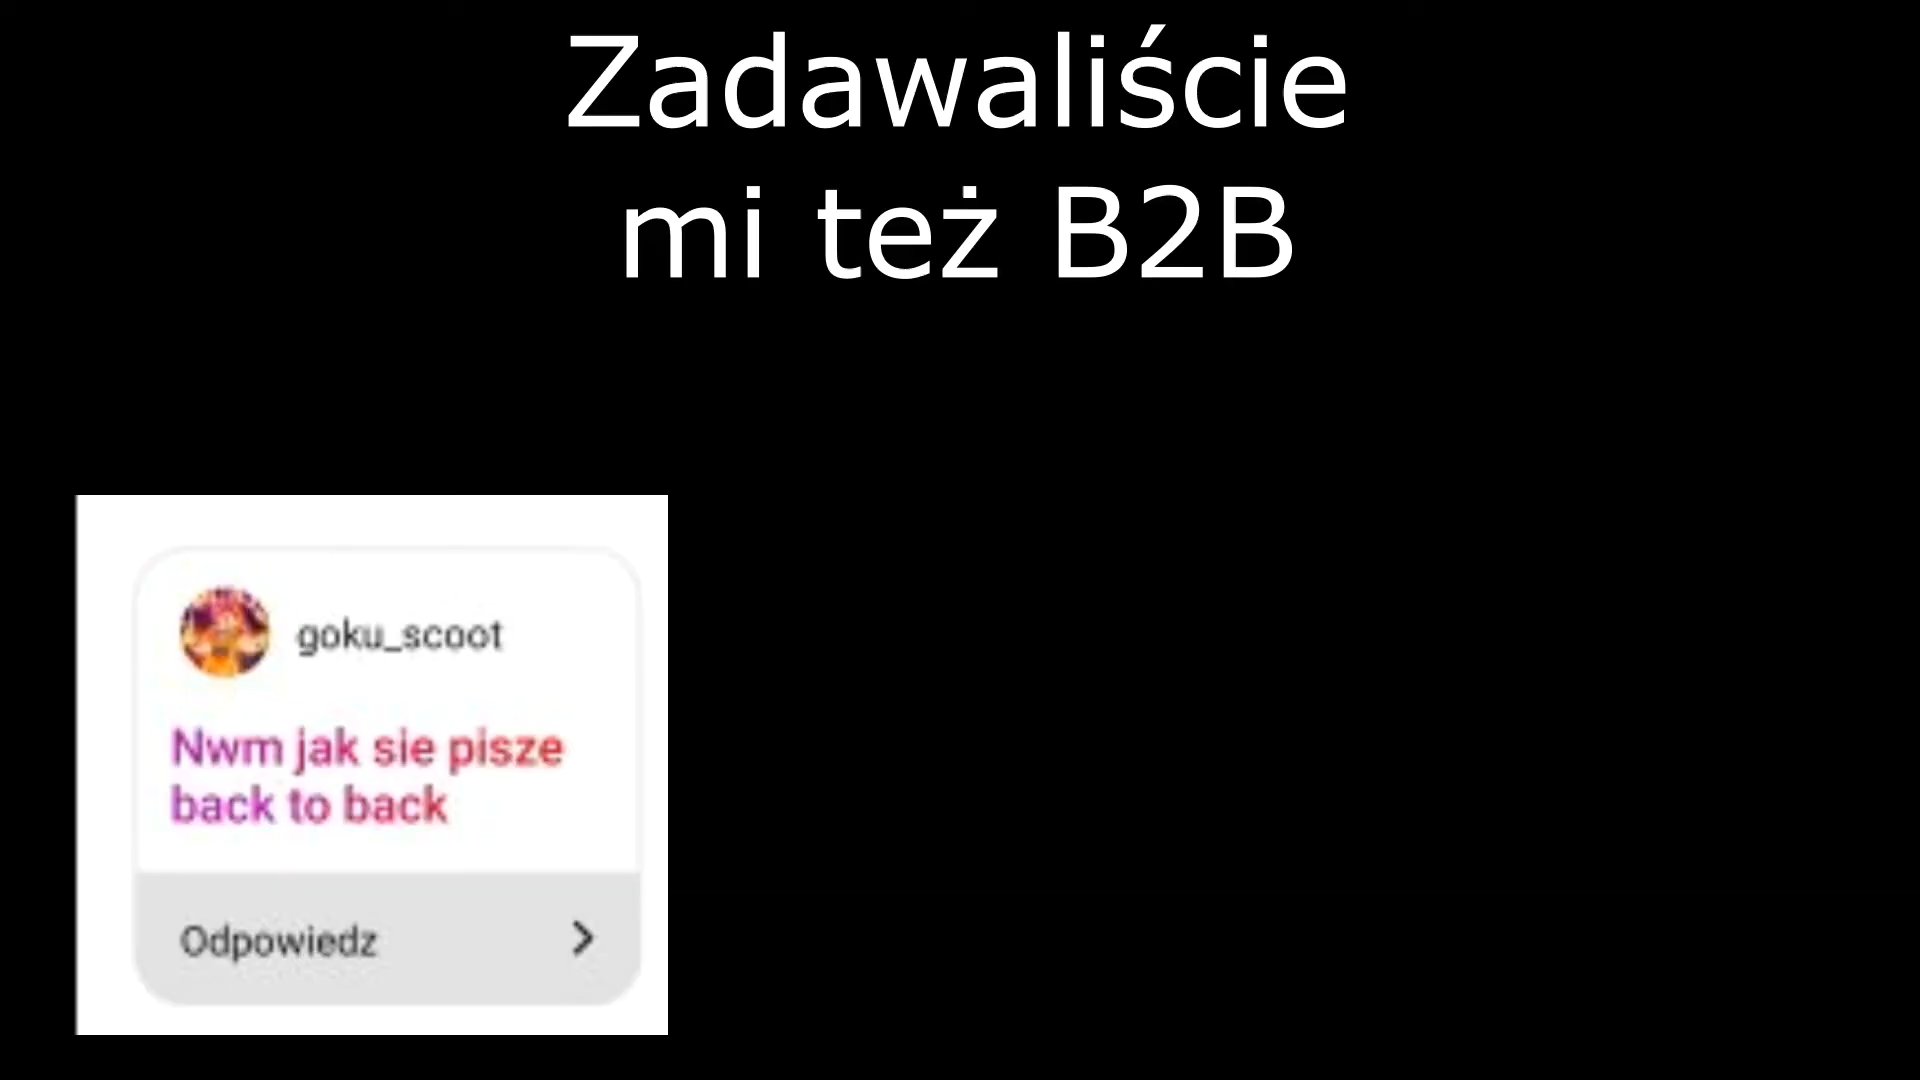 Zadawaliście
mi też B2B
goku_scoot
Nwm jak sie pisze
back to back
Odpowiedz